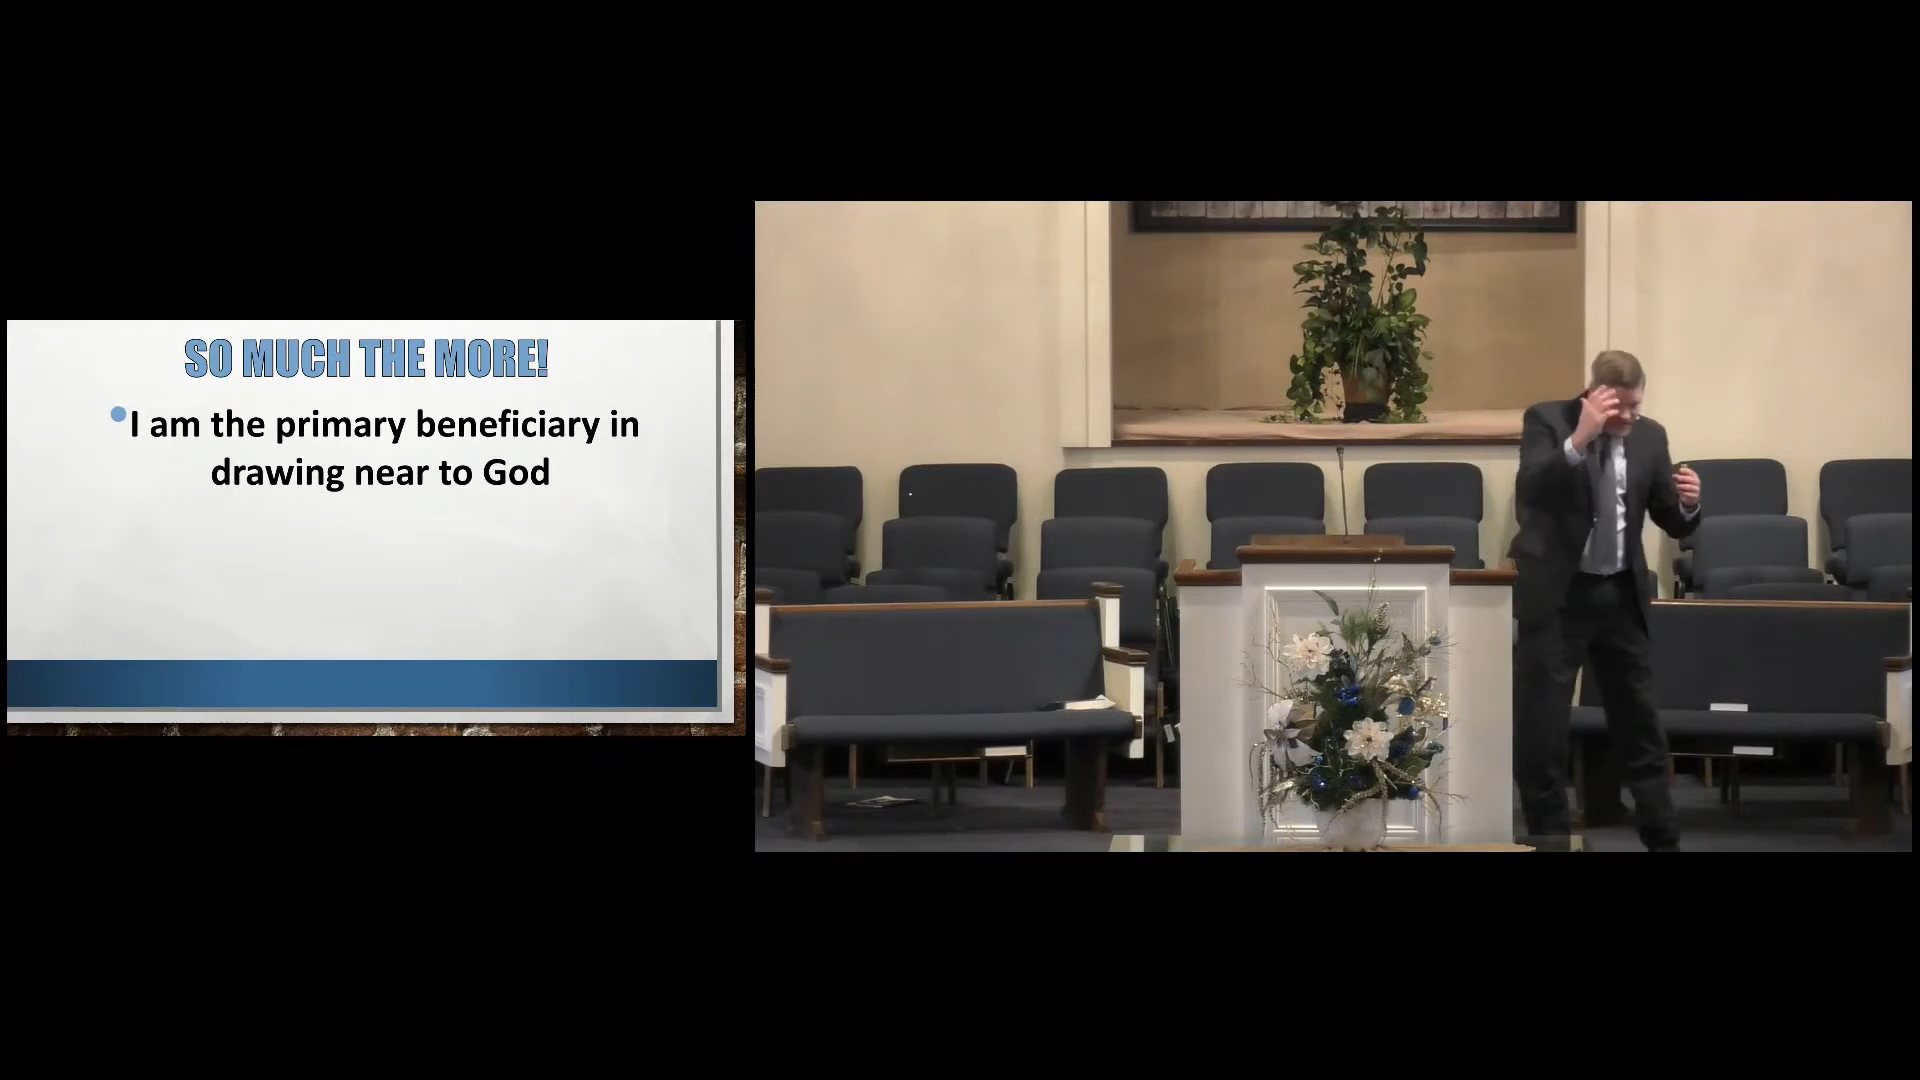 SO MUCH THE MORE!
I am the primary beneficiary in
drawing near to God